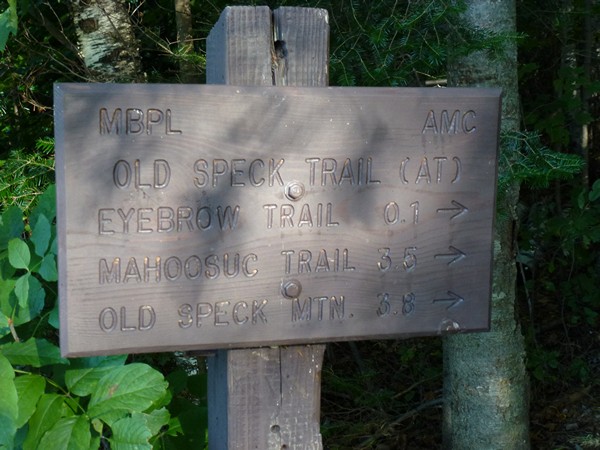 MBPL AMC
OLD SPECK TRAIL (AT)
EYEBROW TRAIL 0.1 →
MAHOOSUC TRAIL 3.5 →
OLD SPECK MTN. 3.8 →